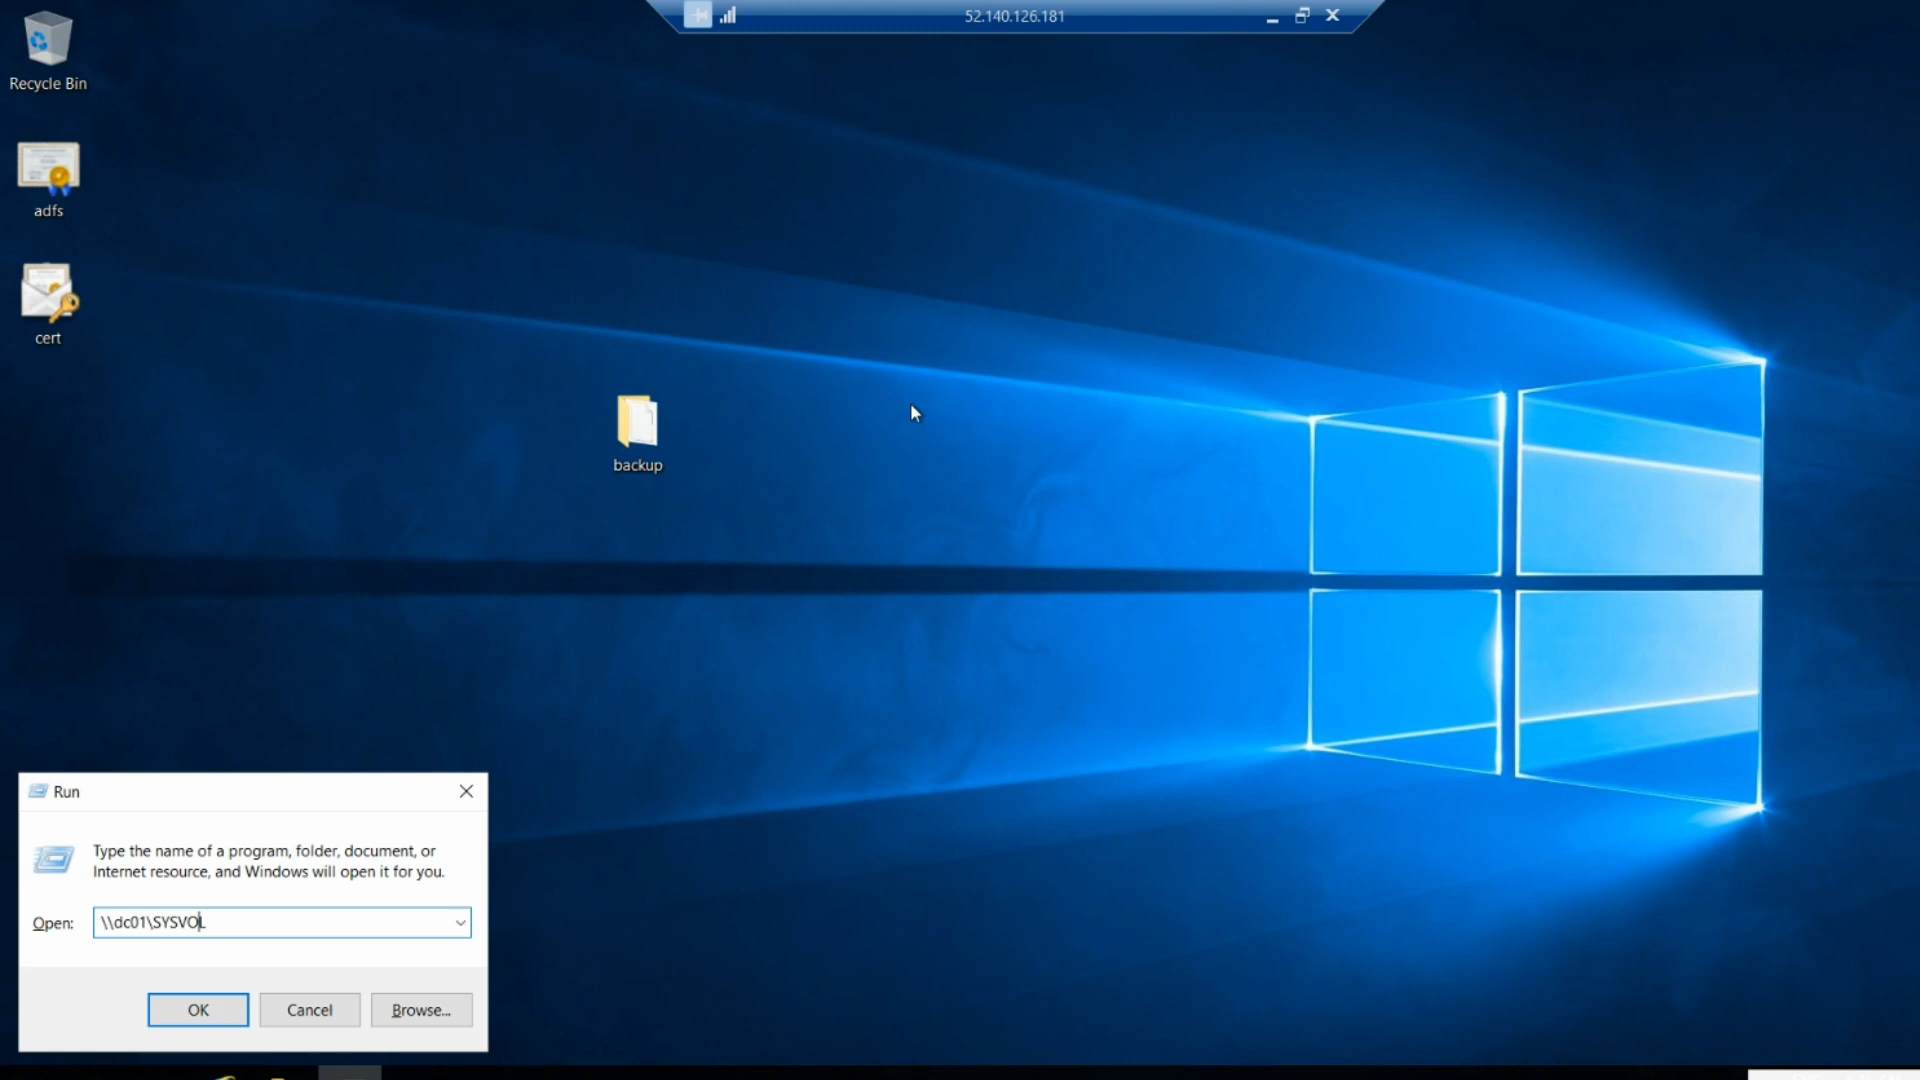 52.140.126.181
Recycle Bin
adfs
cert
backup
Run
Type the name of a program, folder, document, or
Internet resource, and Windows will open it for you.
Open:
\\dc01\SYSVOL
OK
Cancel
Browse...